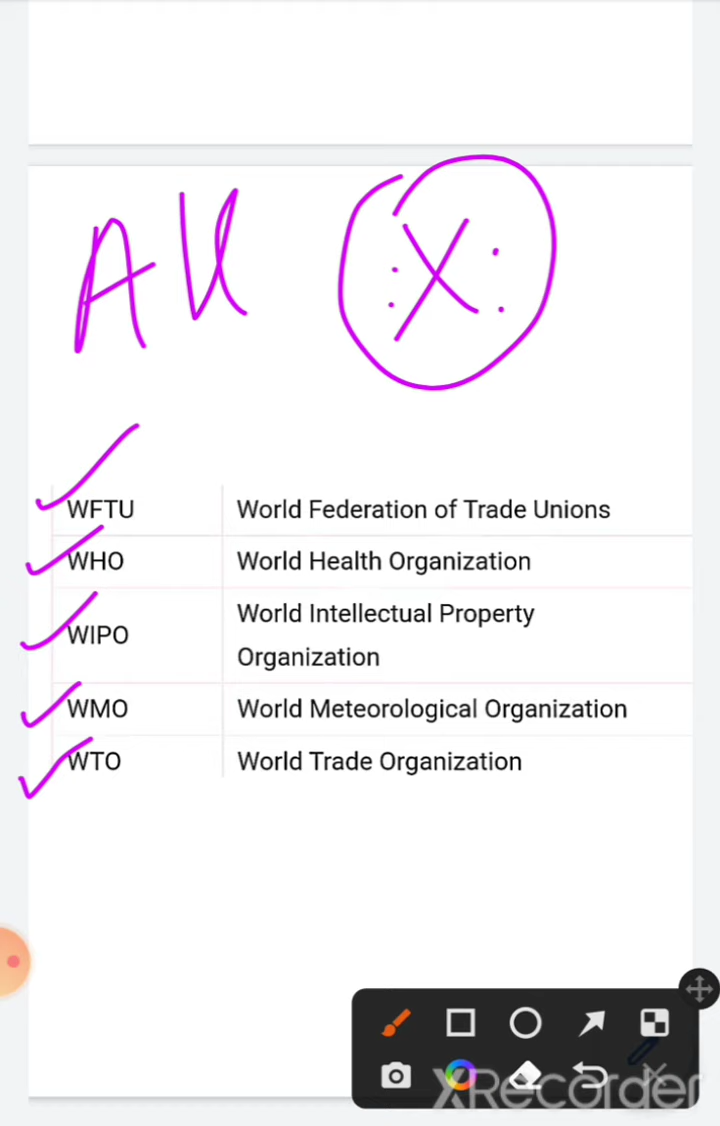 AK X
WFTU World Federation of Trade Unions
WHO World Health Organization
WIPO World Intellectual Property
Organization
WMO World Meteorological Organization
WTO World Trade Organization
XRecorder